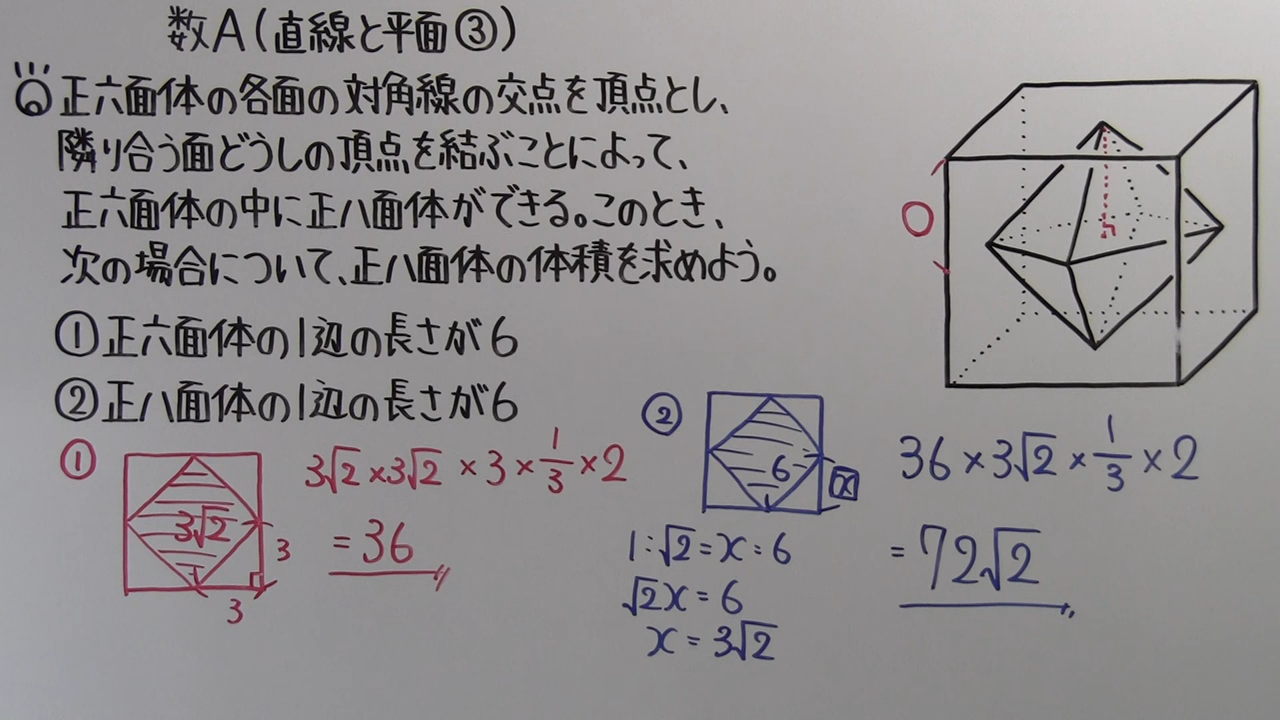 数A(直線と平面③)
正六面体の各面の対角線の交点を頂点とし、
隣り合う面どうしの頂点を結ぶことによって、
正六面体の中に正八面体ができる。このとき、
次の場合について、正八面体の体積を求めよう。
①正六面体の1辺の長さが6
②正八面体の1辺の長さが6
①
3√2
3
3
3√2×3√2×3×1/3×2
=36
②
6
x
1:√2=x:6
√2x=6
x=3√2
36×3√2×1/3×2
=72√2